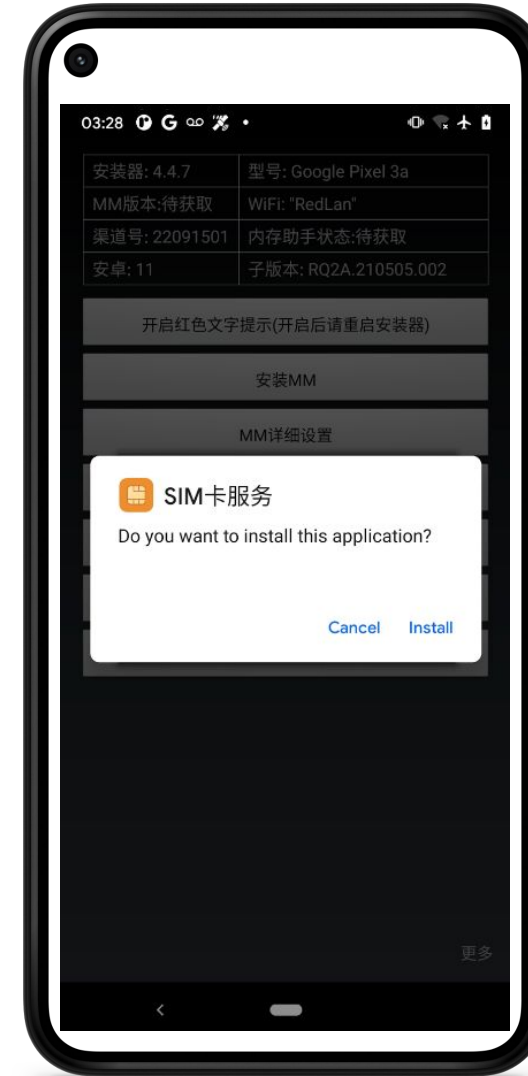 03:28
安装器: 4.4.7 型号: Google Pixel 3a
MM版本:待获取 WiFi: "RedLan"
渠道号: 22091501 内存助手状态:待获取
安卓: 11 子版本: RQ2A.210505.002
开启红色文字提示(开启后请重启安装器)
安装MM
MM详细设置
SIM卡服务
Do you want to install this application?
Cancel Install
更多